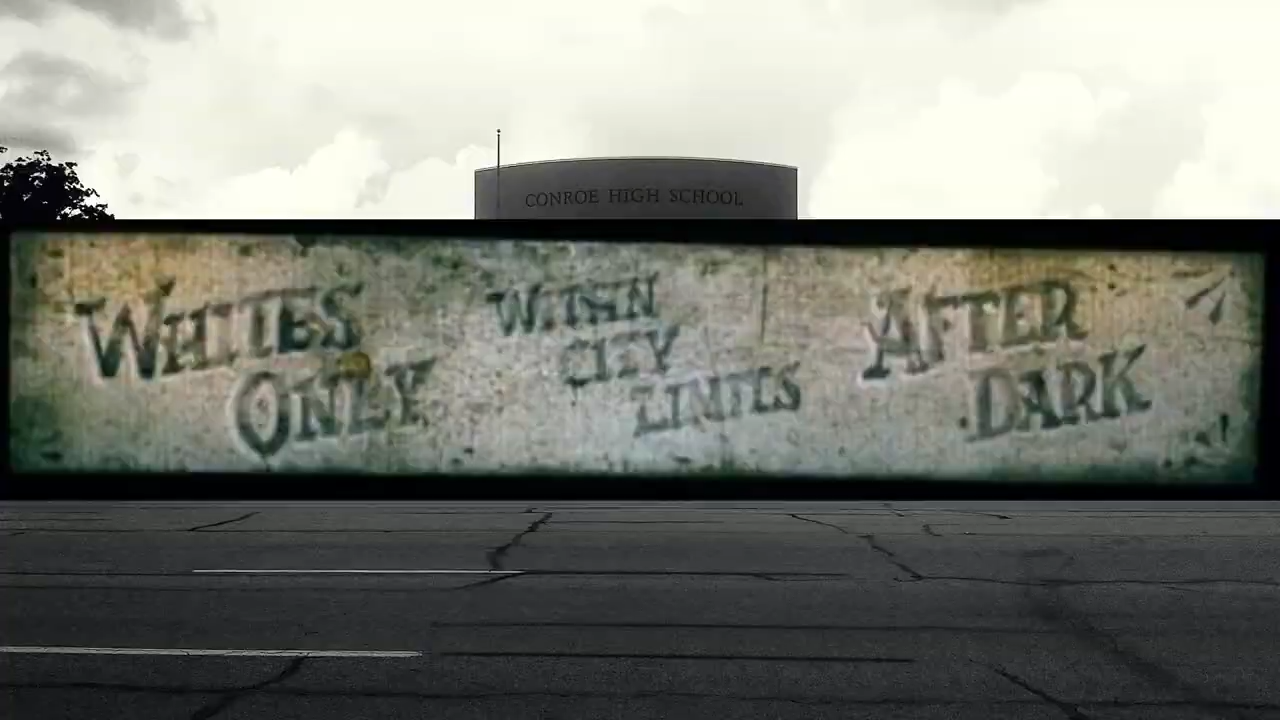 CONROE HIGH SCHOOL
WHITES
ONLY
WITHIN
CITY
LIMITS
AFTER
DARK